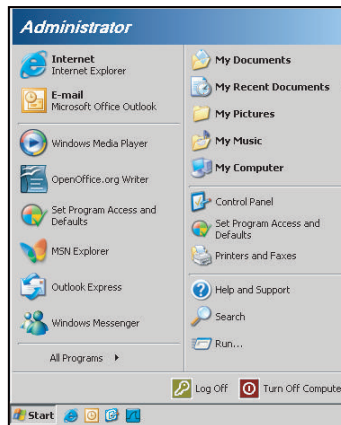 Administrator
Internet
Internet Explorer
E-mail
Microsoft Office Outlook
Windows Media Player
OpenOffice.org Writer
Set Program Access and
Defaults
MSN Explorer
Outlook Express
Windows Messenger
All Programs
My Documents
My Recent Documents
My Pictures
My Music
My Computer
Control Panel
Set Program Access and
Defaults
Printers and Faxes
Help and Support
Search
Run...
Log Off
Turn Off Compute
Start